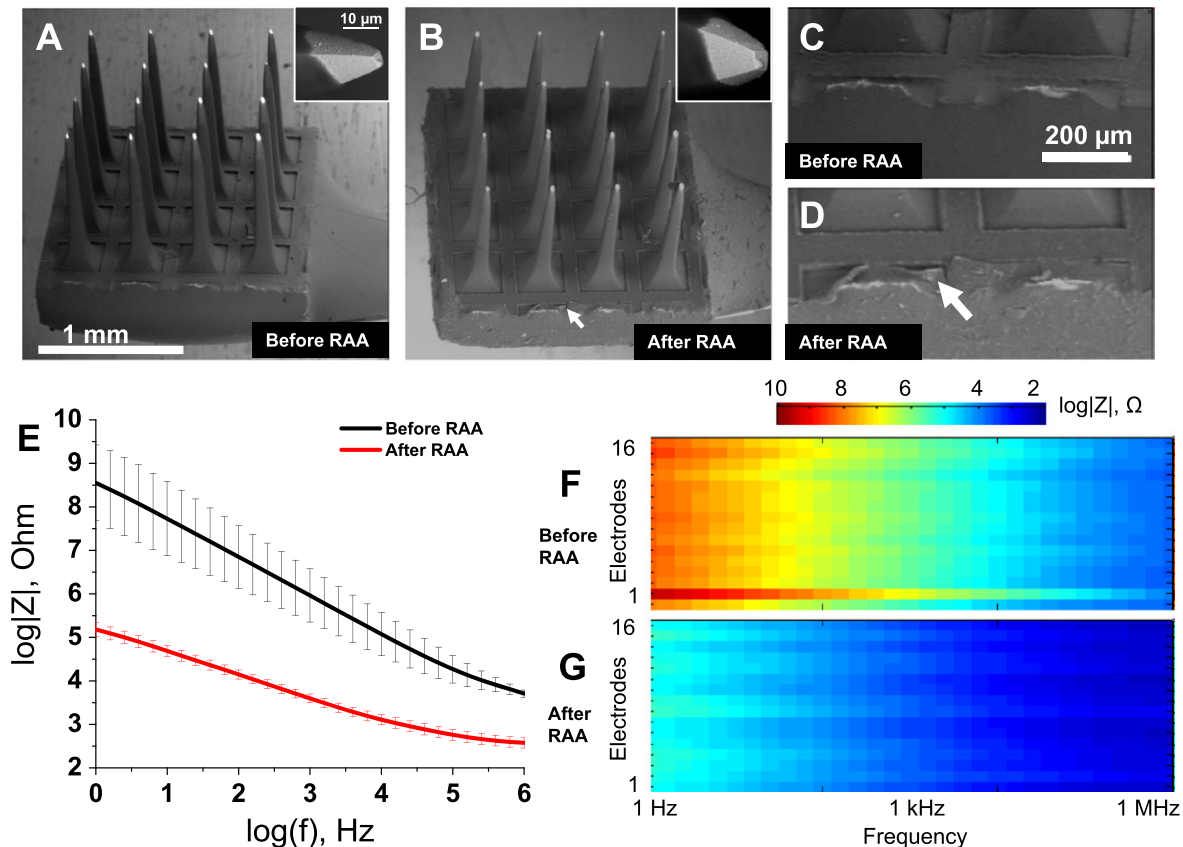 A
10 µm
1 mm
Before RAA
B
After RAA
C
200 µm
Before RAA
D
After RAA
E
10
9
8
7
6
5
4
3
2
log|Z|, Ohm
Before RAA
After RAA
0 1 2 3 4 5 6
log(f), Hz
10 8 6 4 2
log|Z|, Ω
F
Before
RAA
Electrodes
16
1
G
After
RAA
Electrodes
16
1
1 Hz 1 kHz 1 MHz
Frequency